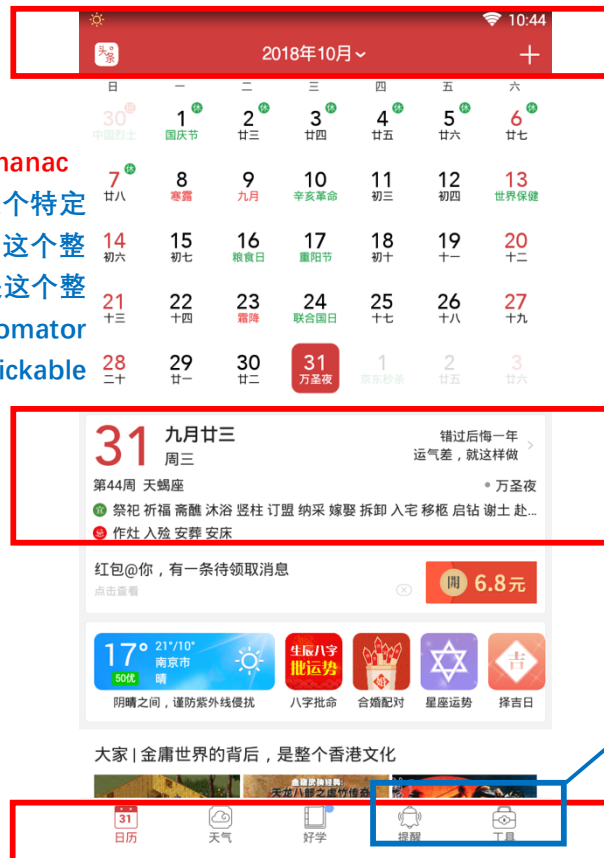 10:44
头条 2018年10月
日 一 二 三 四 五 六
30 休 1 休 2 休 3 休 4 休 5 休 6 休
中国烈士 国庆节 廿三 廿四 廿五 廿六 廿七
manac
7 休 8 9 10 11 12 13
廿八 寒露 九月 辛亥革命 初三 初四 世界保健
个特定
这个整
14 15 16 17 18 19 20
初六 初七 粮食日 重阳节 初十 十一 十二
这个整
omator
21 22 23 24 25 26 27
十三 十四 霜降 联合国日 十七 十八 十九
ickable
28 29 30 31 1 2 3
二十 廿一 廿二 万圣夜 京东秒杀 廿五 廿六
31 九月廿三
周三
错过后悔一年
运气差，就这样做
第44周 天蝎座 万圣夜
宜 祭祀 祈福 斋醮 沐浴 竖柱 订盟 纳采 嫁娶 拆卸 入宅 移柩 启钻 谢土 赴...
忌 作灶 入殓 安葬 安床
红包@你，有一条待领取消息
点击查看
開 6.8元
17° 21°/10°
南京市
50优 晴
阴晴之间，谨防紫外线侵扰
生辰八字
批运势
八字批命 合婚配对 星座运势 择吉日
吉
大家 | 金庸世界的背后，是整个香港文化
天龙八部之虚竹传奇
31
日历 天气 好学 提醒 工具